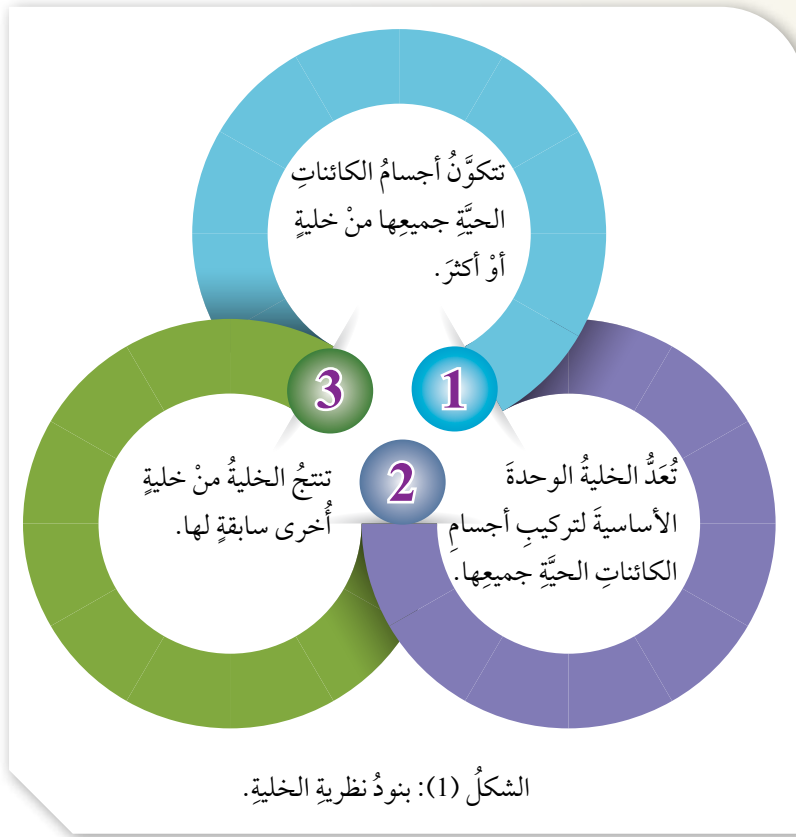 تتكوَّنُ أجسامُ الكائناتِ
الحيَّةِ جميعِها منْ خليةٍ
أوْ أكثرَ.
1
تُعَدُّ الخليةُ الوحدةَ
الأساسيةَ لتركيبِ أجسامِ
الكائناتِ الحيَّةِ جميعِها.
2
تنتجُ الخليةُ منْ خليةٍ
أُخرى سابقةٍ لها.
3
الشكلُ (1): بنودُ نظريةِ الخليةِ.